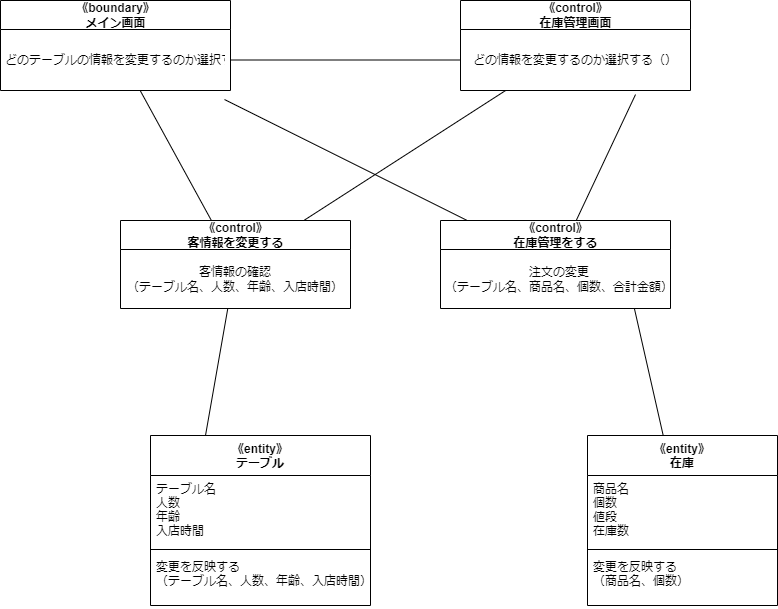 《boundary》
メイン画面
どのテーブルの情報を変更するのか選択
《control》
在庫管理画面
どの情報を変更するのか選択する（）
《control》
客情報を変更する
客情報の確認
（テーブル名、人数、年齢、入店時間）
《control》
在庫管理をする
注文の変更
（テーブル名、商品名、個数、合計金額）
《entity》
テーブル
テーブル名
人数
年齢
入店時間
変更を反映する
（テーブル名、人数、年齢、入店時間）
《entity》
在庫
商品名
個数
値段
在庫数
変更を反映する
（商品名、個数）